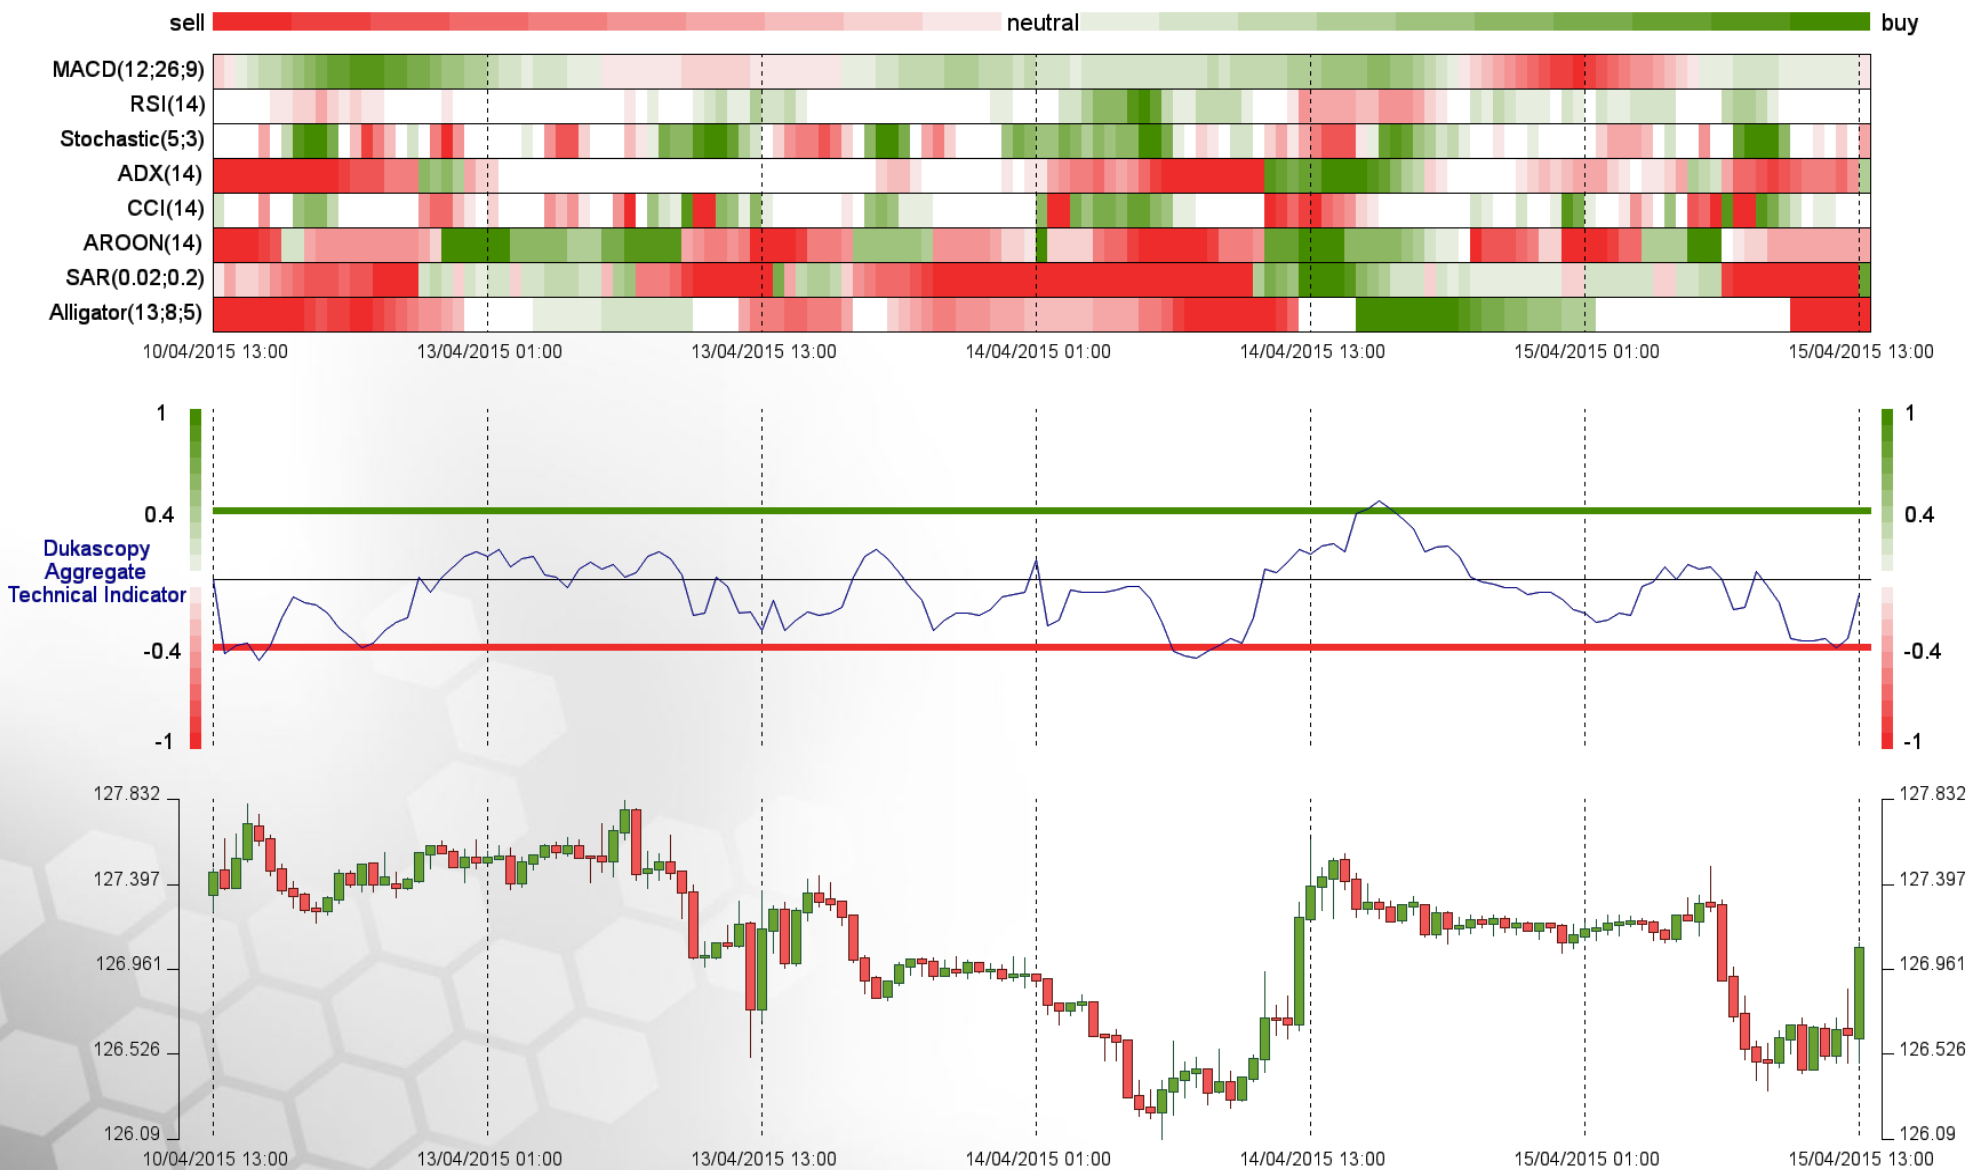 sell neutral buy
MACD(12;26;9)
RSI(14)
Stochastic(5;3)
ADX(14)
CCI(14)
AROON(14)
SAR(0.02;0.2)
Alligator(13;8;5)
10/04/2015 13:00 13/04/2015 01:00 13/04/2015 13:00 14/04/2015 01:00 14/04/2015 13:00 15/04/2015 01:00 15/04/2015 13:00
1 1
0.4 0.4
Dukascopy
Aggregate
Technical Indicator
-0.4 -0.4
-1 -1
127.832 127.832
127.397 127.397
126.961 126.961
126.526 126.526
126.09 126.09
10/04/2015 13:00 13/04/2015 01:00 13/04/2015 13:00 14/04/2015 01:00 14/04/2015 13:00 15/04/2015 01:00 15/04/2015 13:00